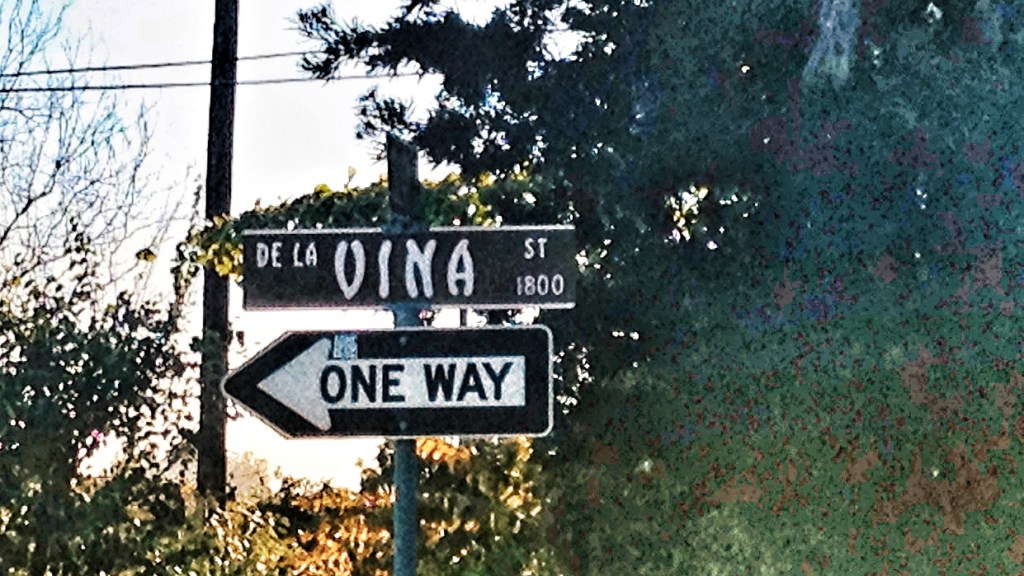 DE LA VINA ST
1800
ONE WAY